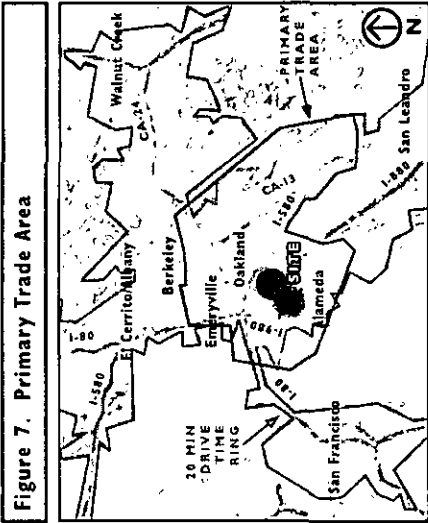 Figure 7. Primary Trade Area
Walnut Creek
CA-24
PRIMARY
TRADE
AREA
N
El Cerrito/Albany
I-80
I-580
Berkeley
CA-13
Emeryville
Oakland
I-580
San Leandro
I-880
SITE
I-980
Alameda
I-80
20 MIN
DRIVE
TIME
RING
San Francisco